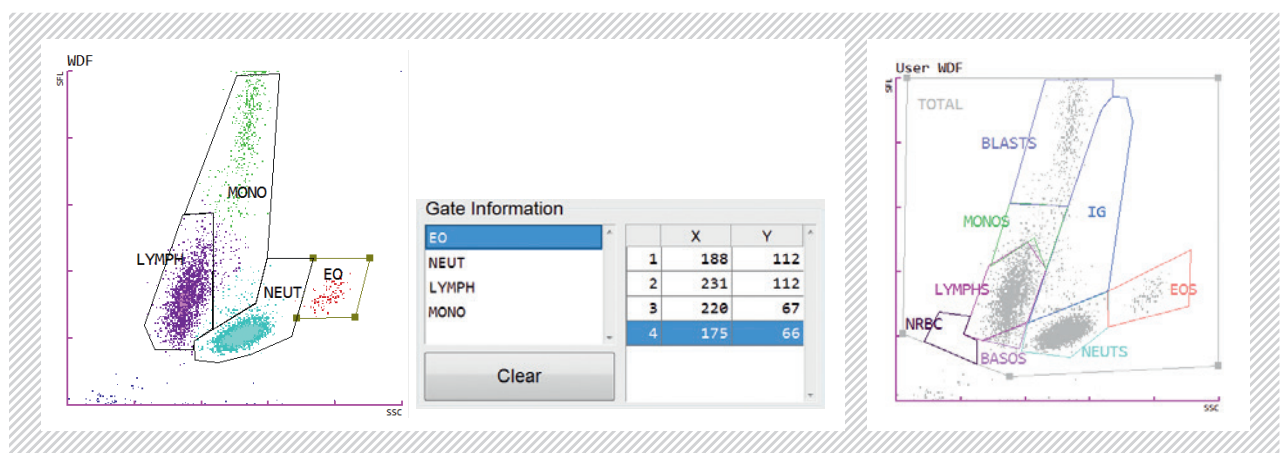 WDF
SFL
MONO
LYMPH
EO
NEUT
SSC
Gate Information
EO
NEUT
LYMPH
MONO
Clear
X Y
1 188 112
2 231 112
3 220 67
4 175 66
User WDF
SFL
TOTAL
BLASTS
IG
MONOS
LYMPHS
EOS
NRBC
BASOS
NEUTS
SSC